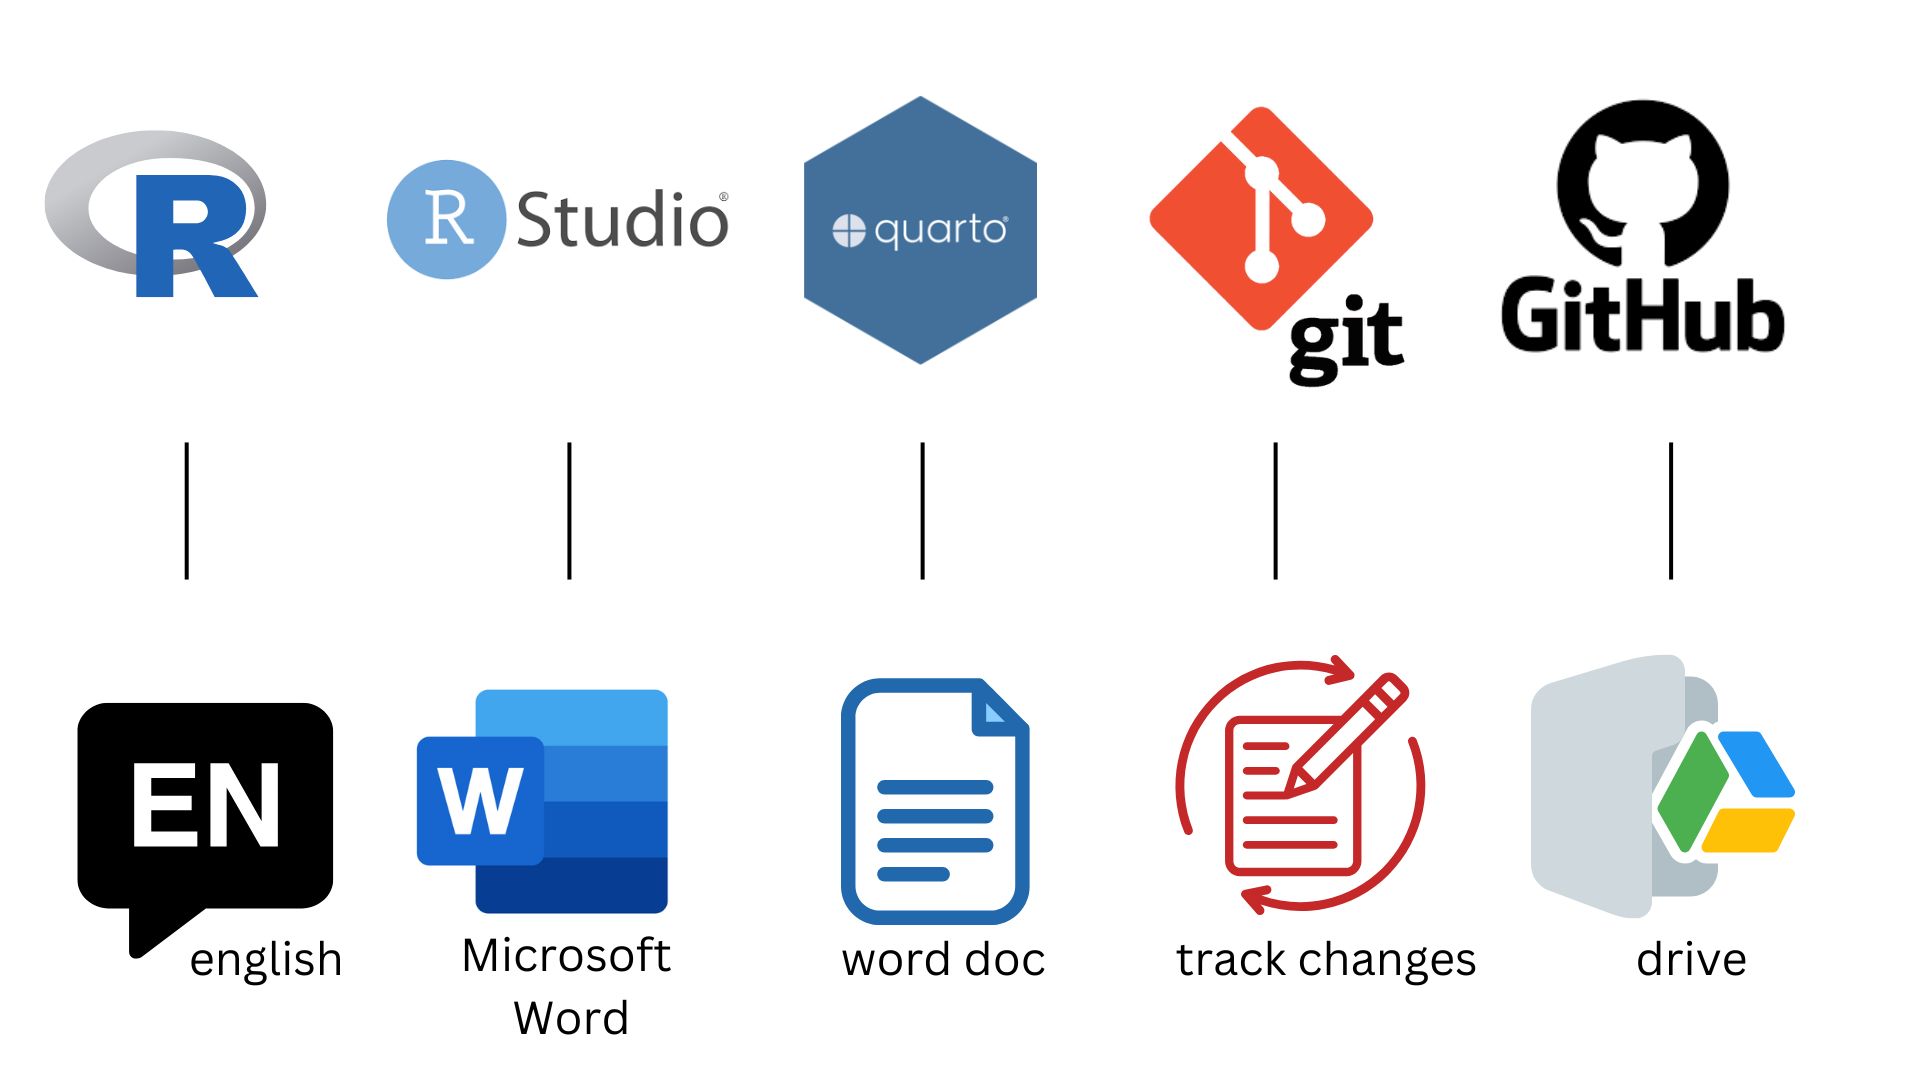 R
R Studio®
quarto®
git
GitHub
EN
english
W
Microsoft
Word
word doc
track changes
drive